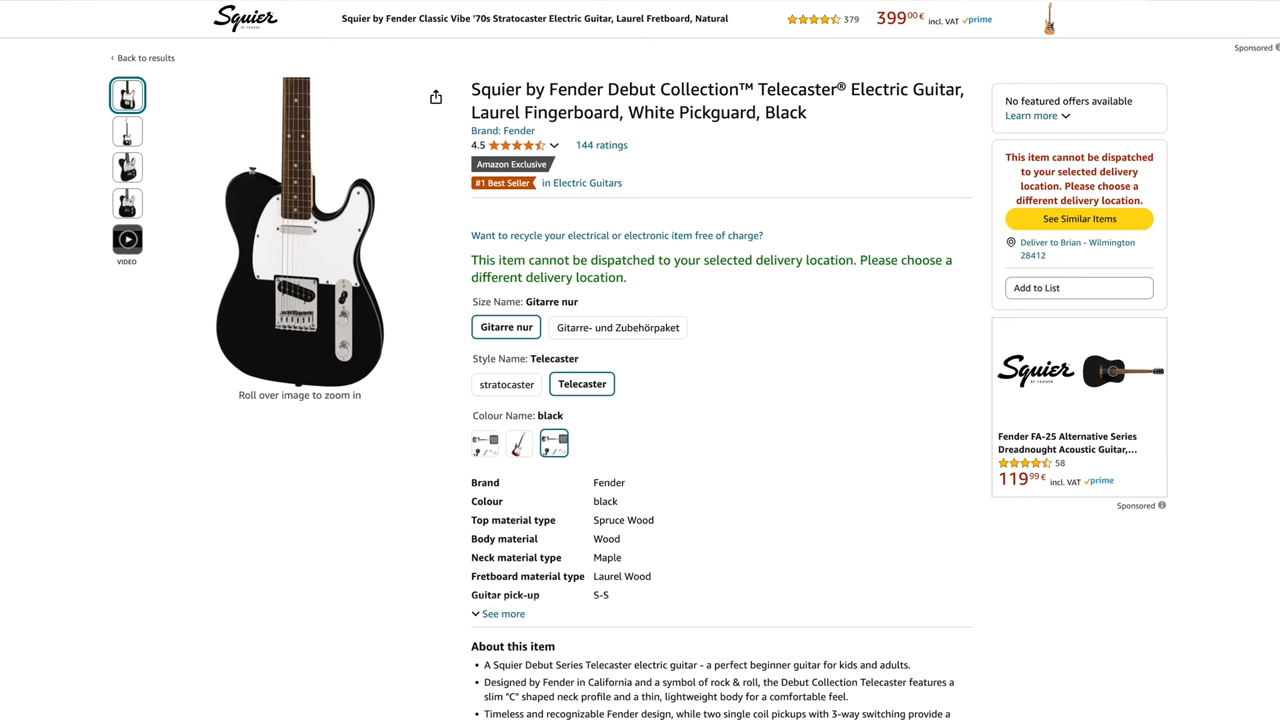 Squier
BY FENDER
Squier by Fender Classic Vibe '70s Stratocaster Electric Guitar, Laurel Fretboard, Natural
379
399⁰⁰€ incl. VAT prime
Sponsored
‹ Back to results
VIDEO
Roll over image to zoom in
Squier by Fender Debut Collection™ Telecaster® Electric Guitar,
Laurel Fingerboard, White Pickguard, Black
Brand: Fender
4.5 144 ratings
Amazon Exclusive
#1 Best Seller in Electric Guitars
Want to recycle your electrical or electronic item free of charge?
This item cannot be dispatched to your selected delivery location. Please choose a
different delivery location.
Size Name: Gitarre nur
Gitarre nur Gitarre- und Zubehörpaket
Style Name: Telecaster
stratocaster Telecaster
Colour Name: black
Brand Fender
Colour black
Top material type Spruce Wood
Body material Wood
Neck material type Maple
Fretboard material type Laurel Wood
Guitar pick-up S-S
See more
About this item
• A Squier Debut Series Telecaster electric guitar - a perfect beginner guitar for kids and adults.
• Designed by Fender in California and a symbol of rock & roll, the Debut Collection Telecaster features a
slim "C" shaped neck profile and a thin, lightweight body for a comfortable feel.
• Timeless and recognizable Fender design, while two single coil pickups with 3-way switching provide a
No featured offers available
Learn more
This item cannot be dispatched
to your selected delivery
location. Please choose a
different delivery location.
See Similar Items
Deliver to Brian - Wilmington
28412
Add to List
Squier
BY FENDER
Fender FA-25 Alternative Series
Dreadnought Acoustic Guitar,...
58
119⁹⁹€ incl. VAT prime
Sponsored